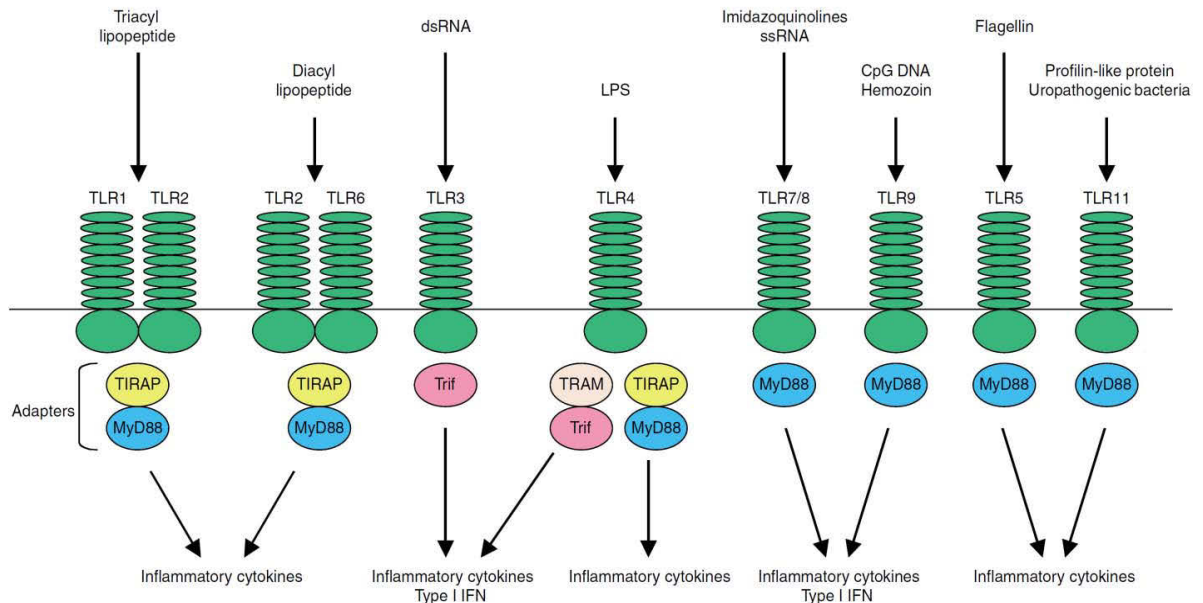 Triacyl
lipopeptide
Diacyl
lipopeptide
dsRNA
LPS
Imidazoquinolines
ssRNA
CpG DNA
Hemozoin
Flagellin
Profilin-like protein
Uropathogenic bacteria
TLR1
TLR2
TLR2
TLR6
TLR3
TLR4
TLR7/8
TLR9
TLR5
TLR11
Adapters
TIRAP
MyD88
TIRAP
MyD88
Trif
TRAM
Trif
TIRAP
MyD88
MyD88
MyD88
MyD88
MyD88
Inflammatory cytokines
Inflammatory cytokines
Type I IFN
Inflammatory cytokines
Inflammatory cytokines
Type I IFN
Inflammatory cytokines